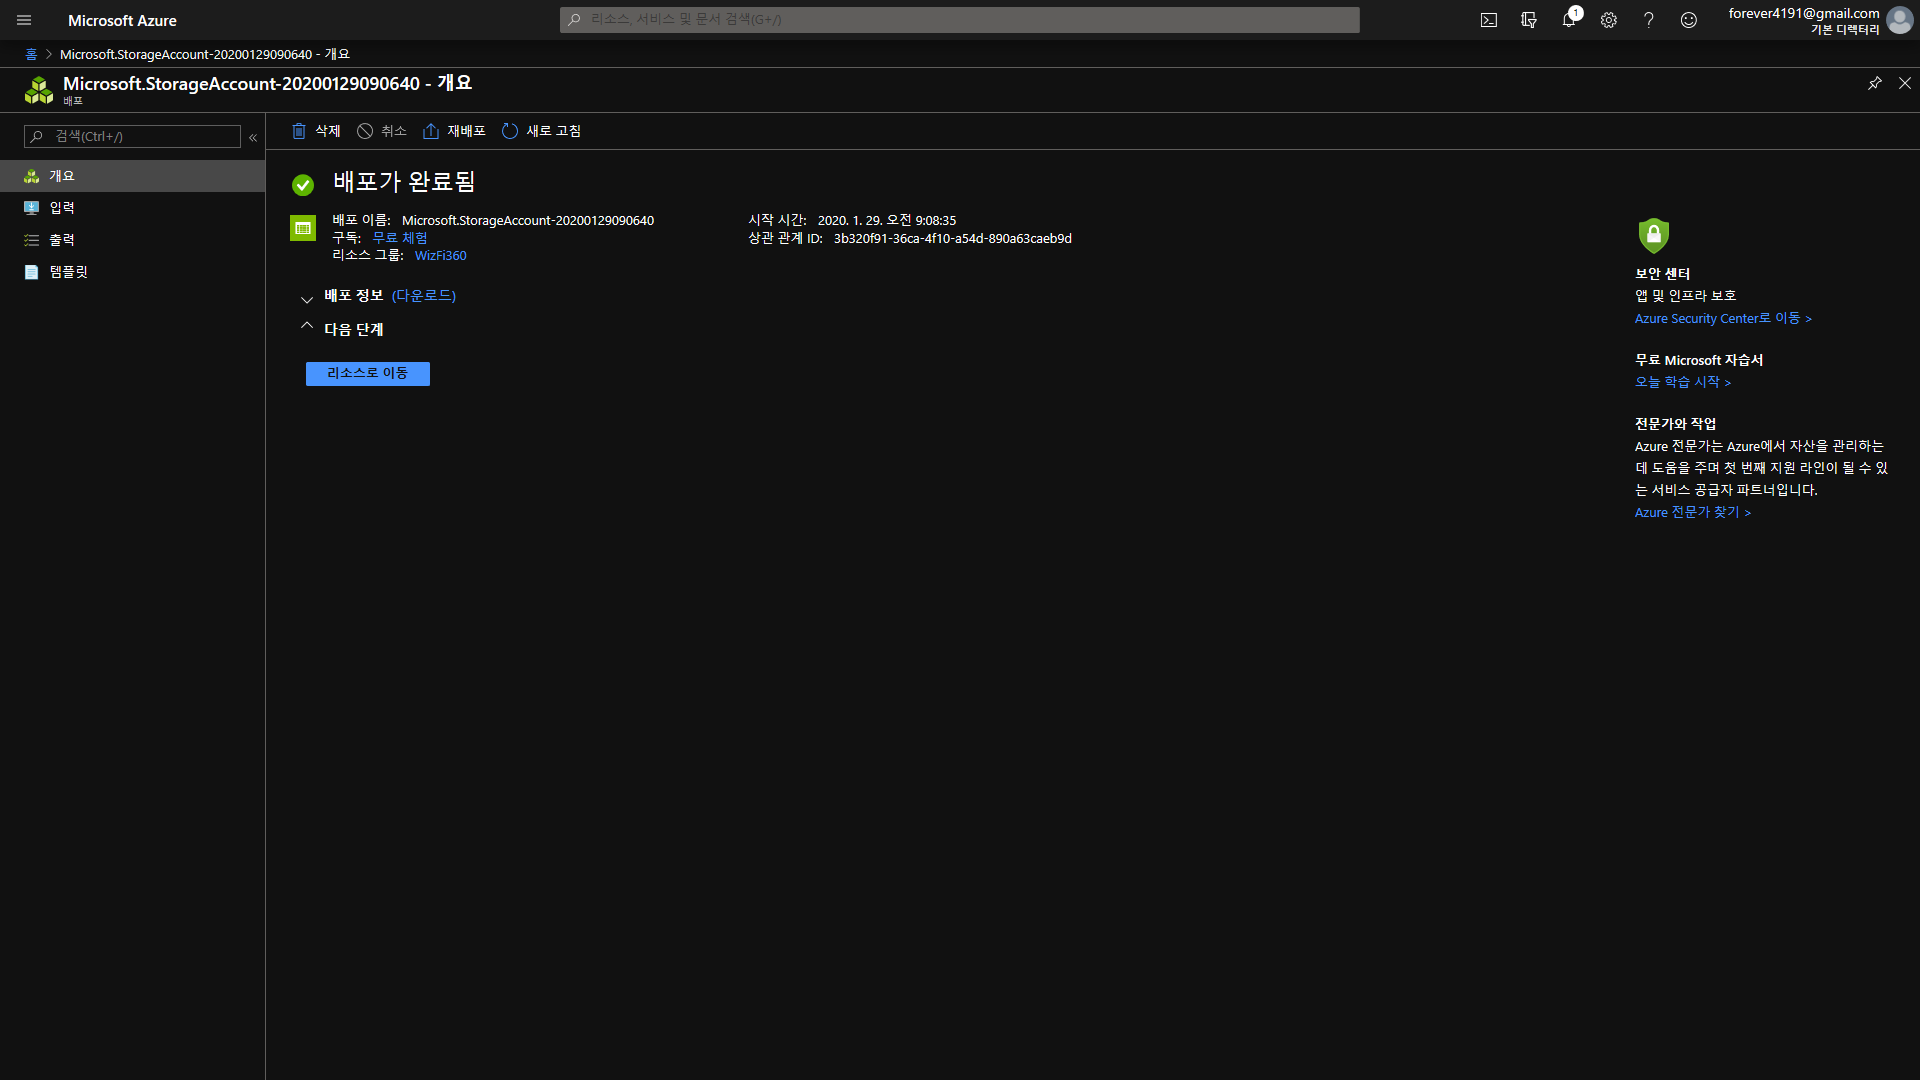 Microsoft Azure
리소스, 서비스 및 문서 검색(G+/)
1
forever4191@gmail.com
기본 디렉터리
홈 > Microsoft.StorageAccount-20200129090640 - 개요
Microsoft.StorageAccount-20200129090640 - 개요
배포
검색(Ctrl+/)
«
개요
입력
출력
템플릿
삭제 취소 재배포 새로 고침
배포가 완료됨
배포 이름: Microsoft.StorageAccount-20200129090640
구독: 무료 체험
리소스 그룹: WizFi360
시작 시간: 2020. 1. 29. 오전 9:08:35
상관 관계 ID: 3b320f91-36ca-4f10-a54d-890a63caeb9d
배포 정보 (다운로드)
다음 단계
리소스로 이동
보안 센터
앱 및 인프라 보호
Azure Security Center로 이동 >
무료 Microsoft 자습서
오늘 학습 시작 >
전문가와 작업
Azure 전문가는 Azure에서 자산을 관리하는
데 도움을 주며 첫 번째 지원 라인이 될 수 있
는 서비스 공급자 파트너입니다.
Azure 전문가 찾기 >